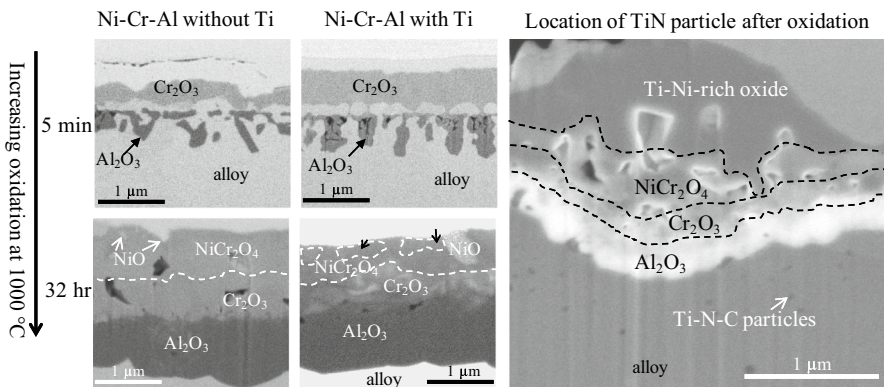 Ni-Cr-Al without Ti
Ni-Cr-Al with Ti
Location of TiN particle after oxidation
Increasing oxidation at 1000 °C
5 min
32 hr
Cr₂O₃
Al₂O₃
alloy
1 µm
Cr₂O₃
Al₂O₃
alloy
1 µm
NiO
NiCr₂O₄
Cr₂O₃
Al₂O₃
1 µm
NiO
NiCr₂O₄
Cr₂O₃
Al₂O₃
alloy
1 µm
Ti-Ni-rich oxide
NiCr₂O₄
Cr₂O₃
Al₂O₃
Ti-N-C particles
alloy
1 µm